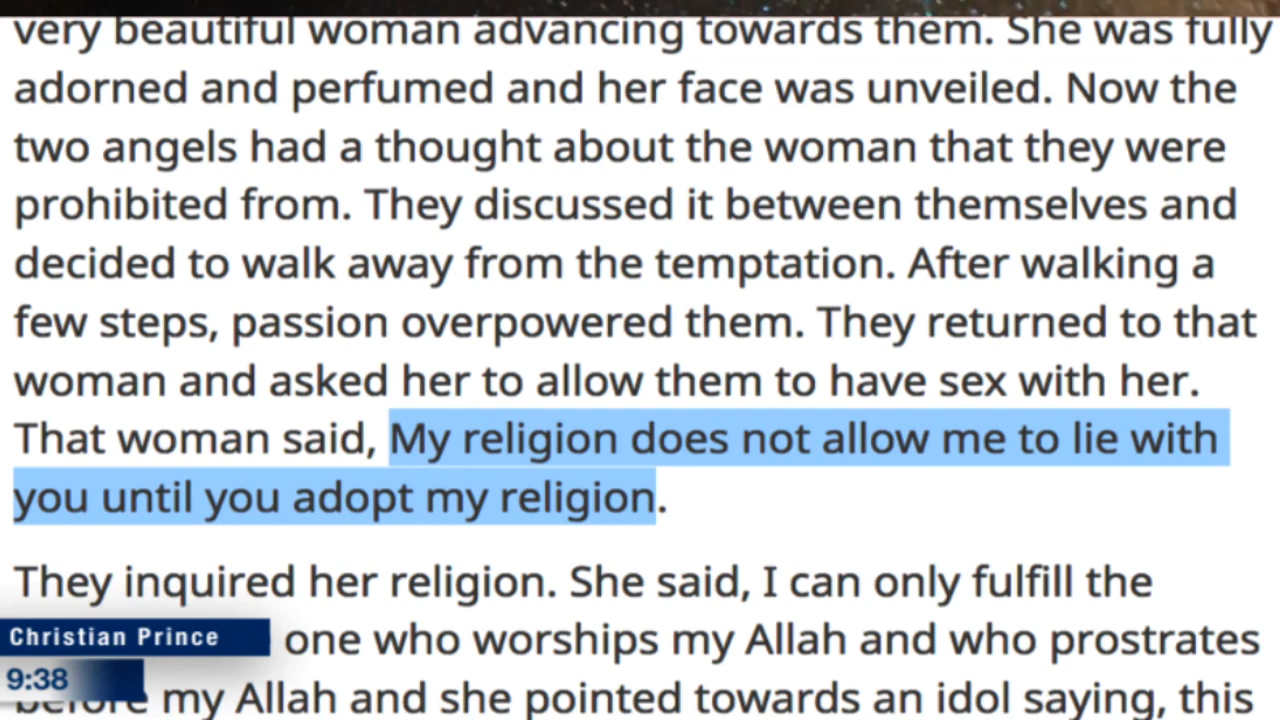 very beautiful woman advancing towards them. She was fully
adorned and perfumed and her face was unveiled. Now the
two angels had a thought about the woman that they were
prohibited from. They discussed it between themselves and
decided to walk away from the temptation. After walking a
few steps, passion overpowered them. They returned to that
woman and asked her to allow them to have sex with her.
That woman said, My religion does not allow me to lie with
you until you adopt my religion.
They inquired her religion. She said, I can only fulfill the
Christian Prince
one who worships my Allah and who prostrates
9:38
before my Allah and she pointed towards an idol saying, this